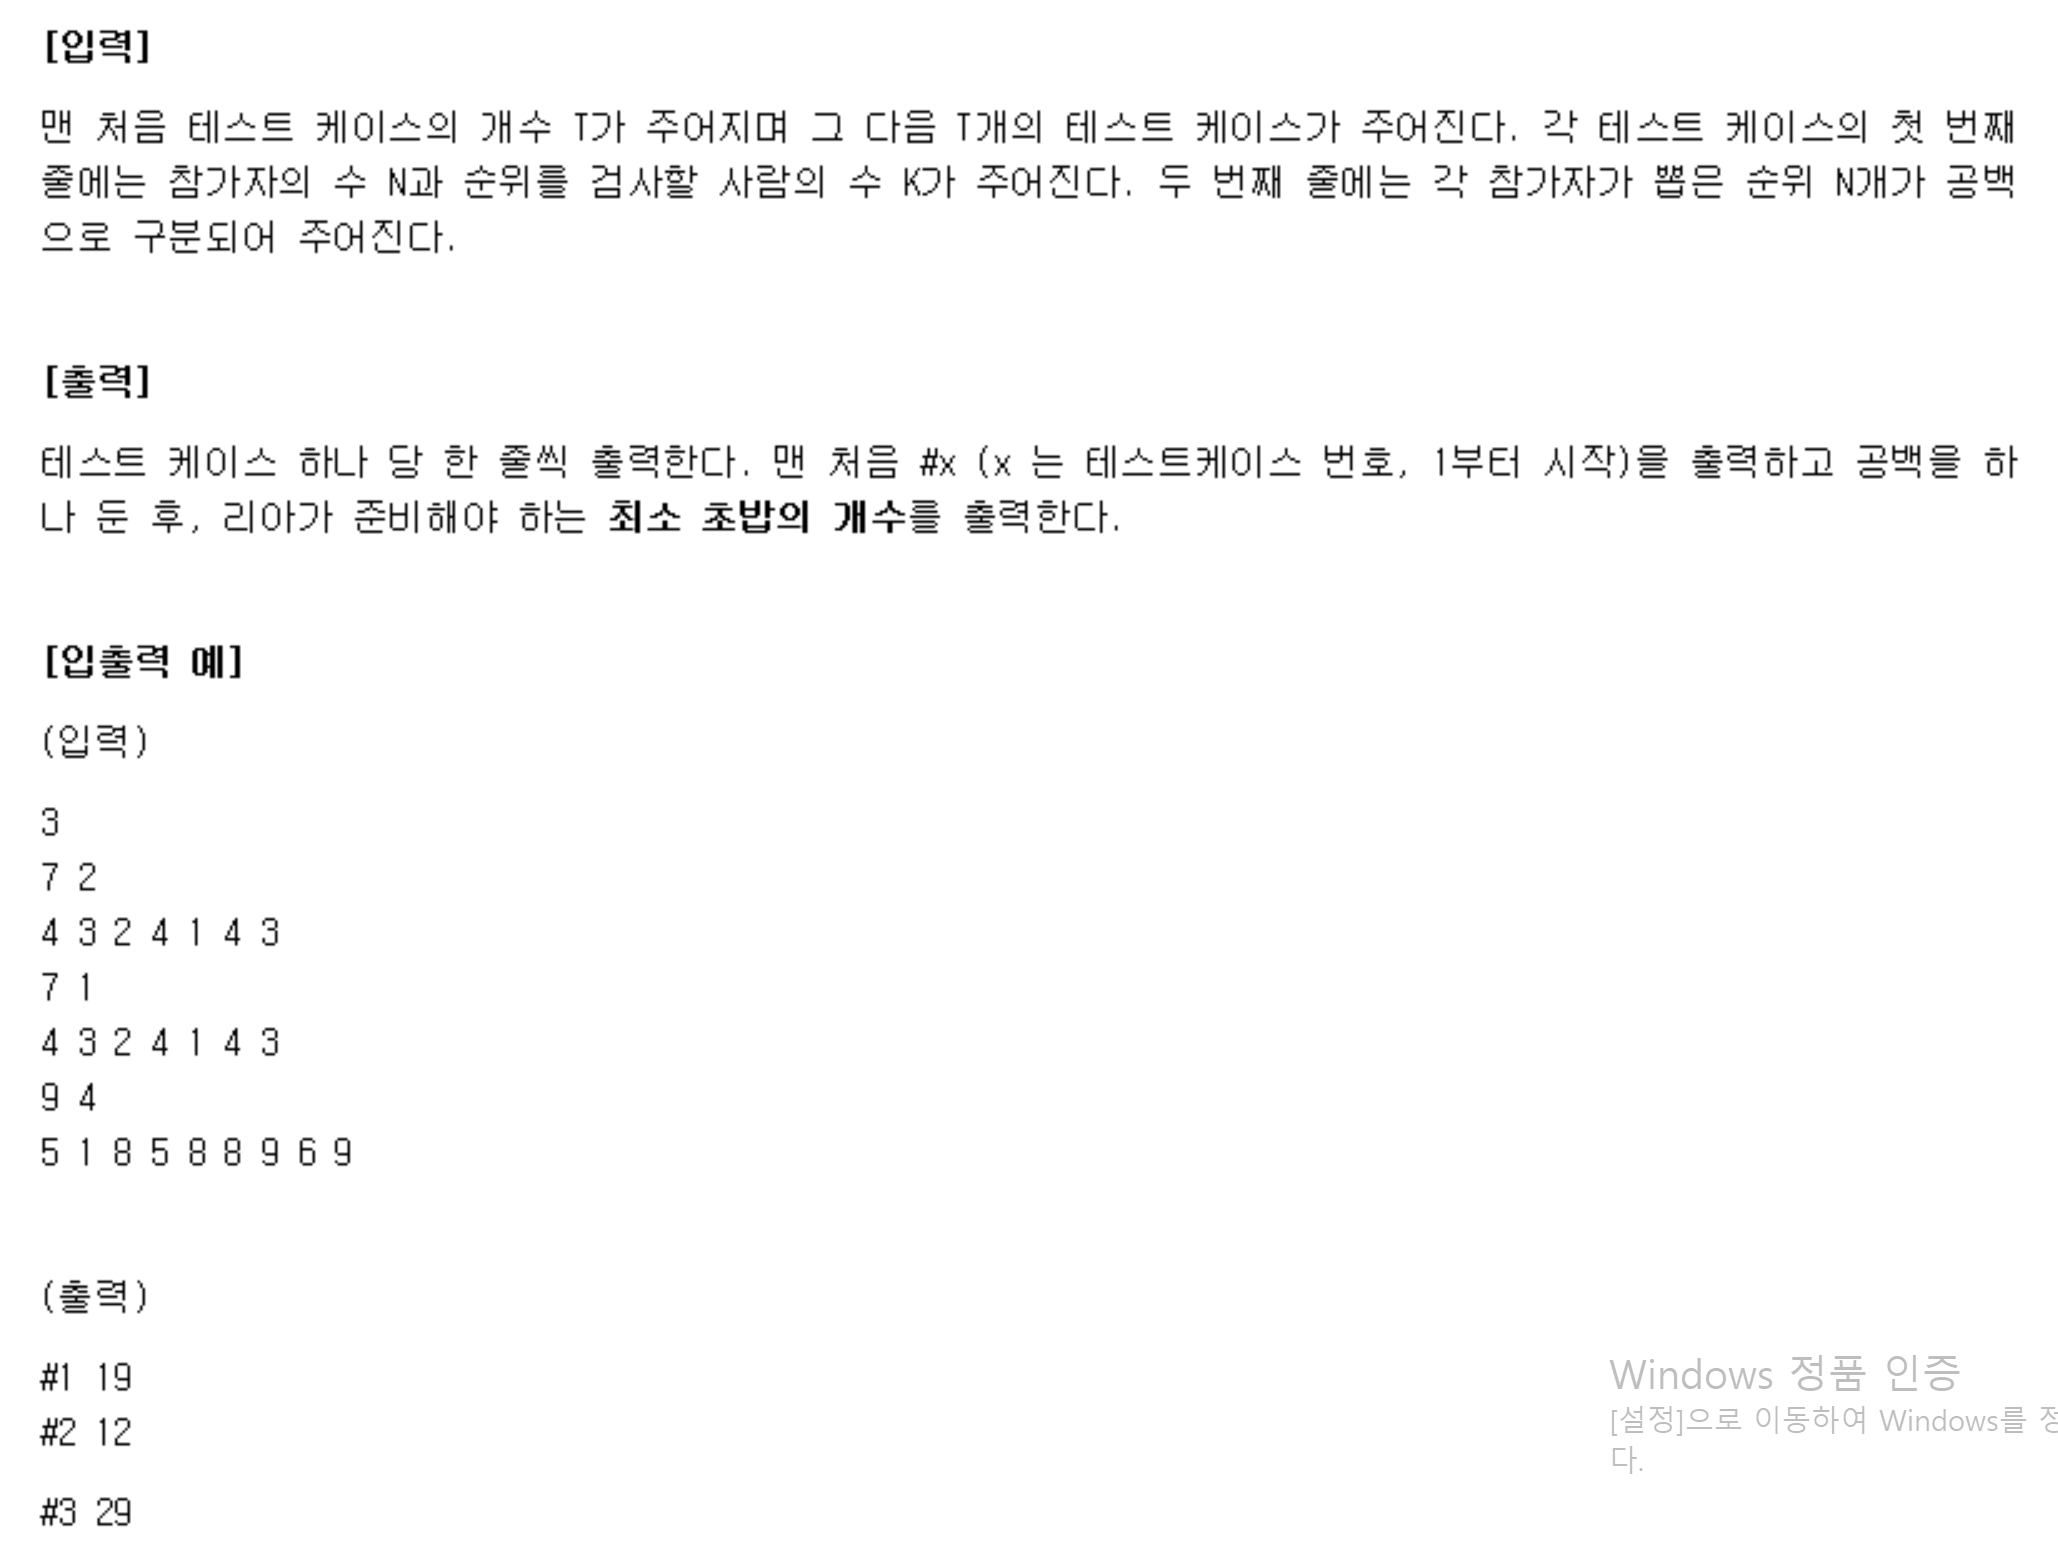 [입력]
맨 처음 테스트 케이스의 개수 T가 주어지며 그 다음 T개의 테스트 케이스가 주어진다. 각 테스트 케이스의 첫 번째
줄에는 참가자의 수 N과 순위를 검사할 사람의 수 K가 주어진다. 두 번째 줄에는 각 참가자가 뽑은 순위 N개가 공백
으로 구분되어 주어진다.
[출력]
테스트 케이스 하나 당 한 줄씩 출력한다. 맨 처음 #x (x 는 테스트케이스 번호, 1부터 시작)을 출력하고 공백을 하
나 둔 후, 리아가 준비해야 하는 최소 초밥의 개수를 출력한다.
[입출력 예]
(입력)
3
7 2
4 3 2 4 1 4 3
7 1
4 3 2 4 1 4 3
9 4
5 1 8 5 8 8 9 6 9
(출력)
#1 19
#2 12
#3 29
Windows 정품 인증
[설정]으로 이동하여 Windows를 정
다.